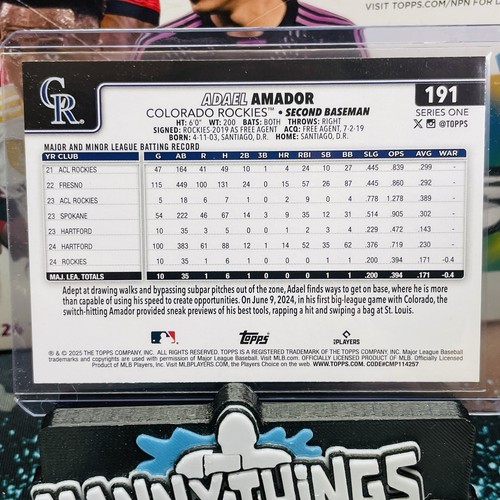 VISIT TOPPS.COM/NPN FOR D
CR
ADAEL AMADOR
191
COLORADO ROCKIES™ • SECOND BASEMAN
SERIES ONE
HT: 6'0" WT: 200 BATS: BOTH THROWS: RIGHT
@TOPPS
SIGNED: ROCKIES-2019 AS FREE AGENT ACQ: FREE AGENT, 7-2-19
BORN: 4-11-03, SANTIAGO, D.R. HOME: SANTIAGO, D.R.
MAJOR AND MINOR LEAGUE BATTING RECORD
YR CLUB G AB R H 2B 3B HR RBI SB BB SLG OPS AVG WAR
21 ACL ROCKIES 47 164 41 49 10 1 4 24 10 27 .445 .839 .299 -
22 FRESNO 115 449 100 131 24 0 15 57 26 87 .445 .860 .292 -
23 ACL ROCKIES 5 18 6 7 1 0 2 9 0 4 .778 1.278 .389 -
23 SPOKANE 54 222 46 67 14 3 9 35 12 31 .514 .905 .302 -
23 HARTFORD 10 35 3 5 0 1 1 2 3 .229 .472 .143 -
24 HARTFORD 100 383 61 88 12 1 14 52 35 62 .376 .719 .230 -
24 ROCKIES 10 35 1 6 1 0 0 1 1 0 .200 .394 .171 -0.4
MAJ. LEA. TOTALS 10 35 1 6 1 0 0 1 1 0 .200 .394 .171 -0.4
Adept at drawing walks and bypassing subpar pitches out of the zone, Adael finds ways to get on base, where he is more
than capable of using his speed to create opportunities. On June 9, 2024, in his first big-league game with Colorado, the
switch-hitting Amador provided sneak previews of his best tools, rapping a hit and swiping a bag at St. Louis.
Topps
PLAYERS
® & © 2025 THE TOPPS COMPANY, INC. ALL RIGHTS RESERVED. TOPPS IS A REGISTERED TRADEMARK OF THE TOPPS COMPANY, INC. Major League Baseball
trademarks and copyrights are used with permission of Major League Baseball. Visit MLB.com. OFFICIALLY LICENSED PRODUCT OF MLB. Officially Licensed
Product of MLB Players, Inc. Visit MLBPLAYERS.com, the Players Choice on the web. WWW.TOPPS.COM. CODE#CMP114257
MANNY-THINGS